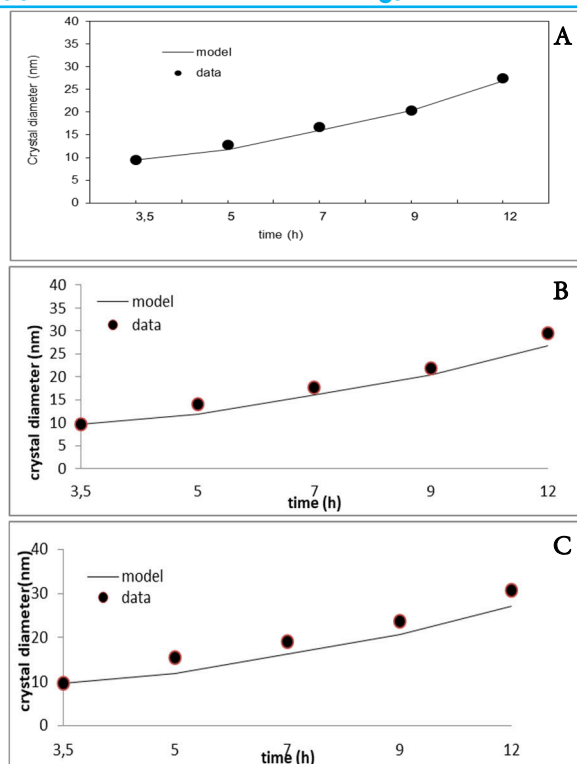 A
Crystal diameter (nm)
40
35
30
25
20
15
10
5
0
model
data
3,5 5 7 9 12
time (h)
B
crystal diameter (nm)
40
35
30
25
20
15
10
5
0
model
data
3,5 5 7 9 12
time (h)
C
crystal diameter(nm)
40
30
20
10
0
model
data
3,5 5 7 9 12
time (h)